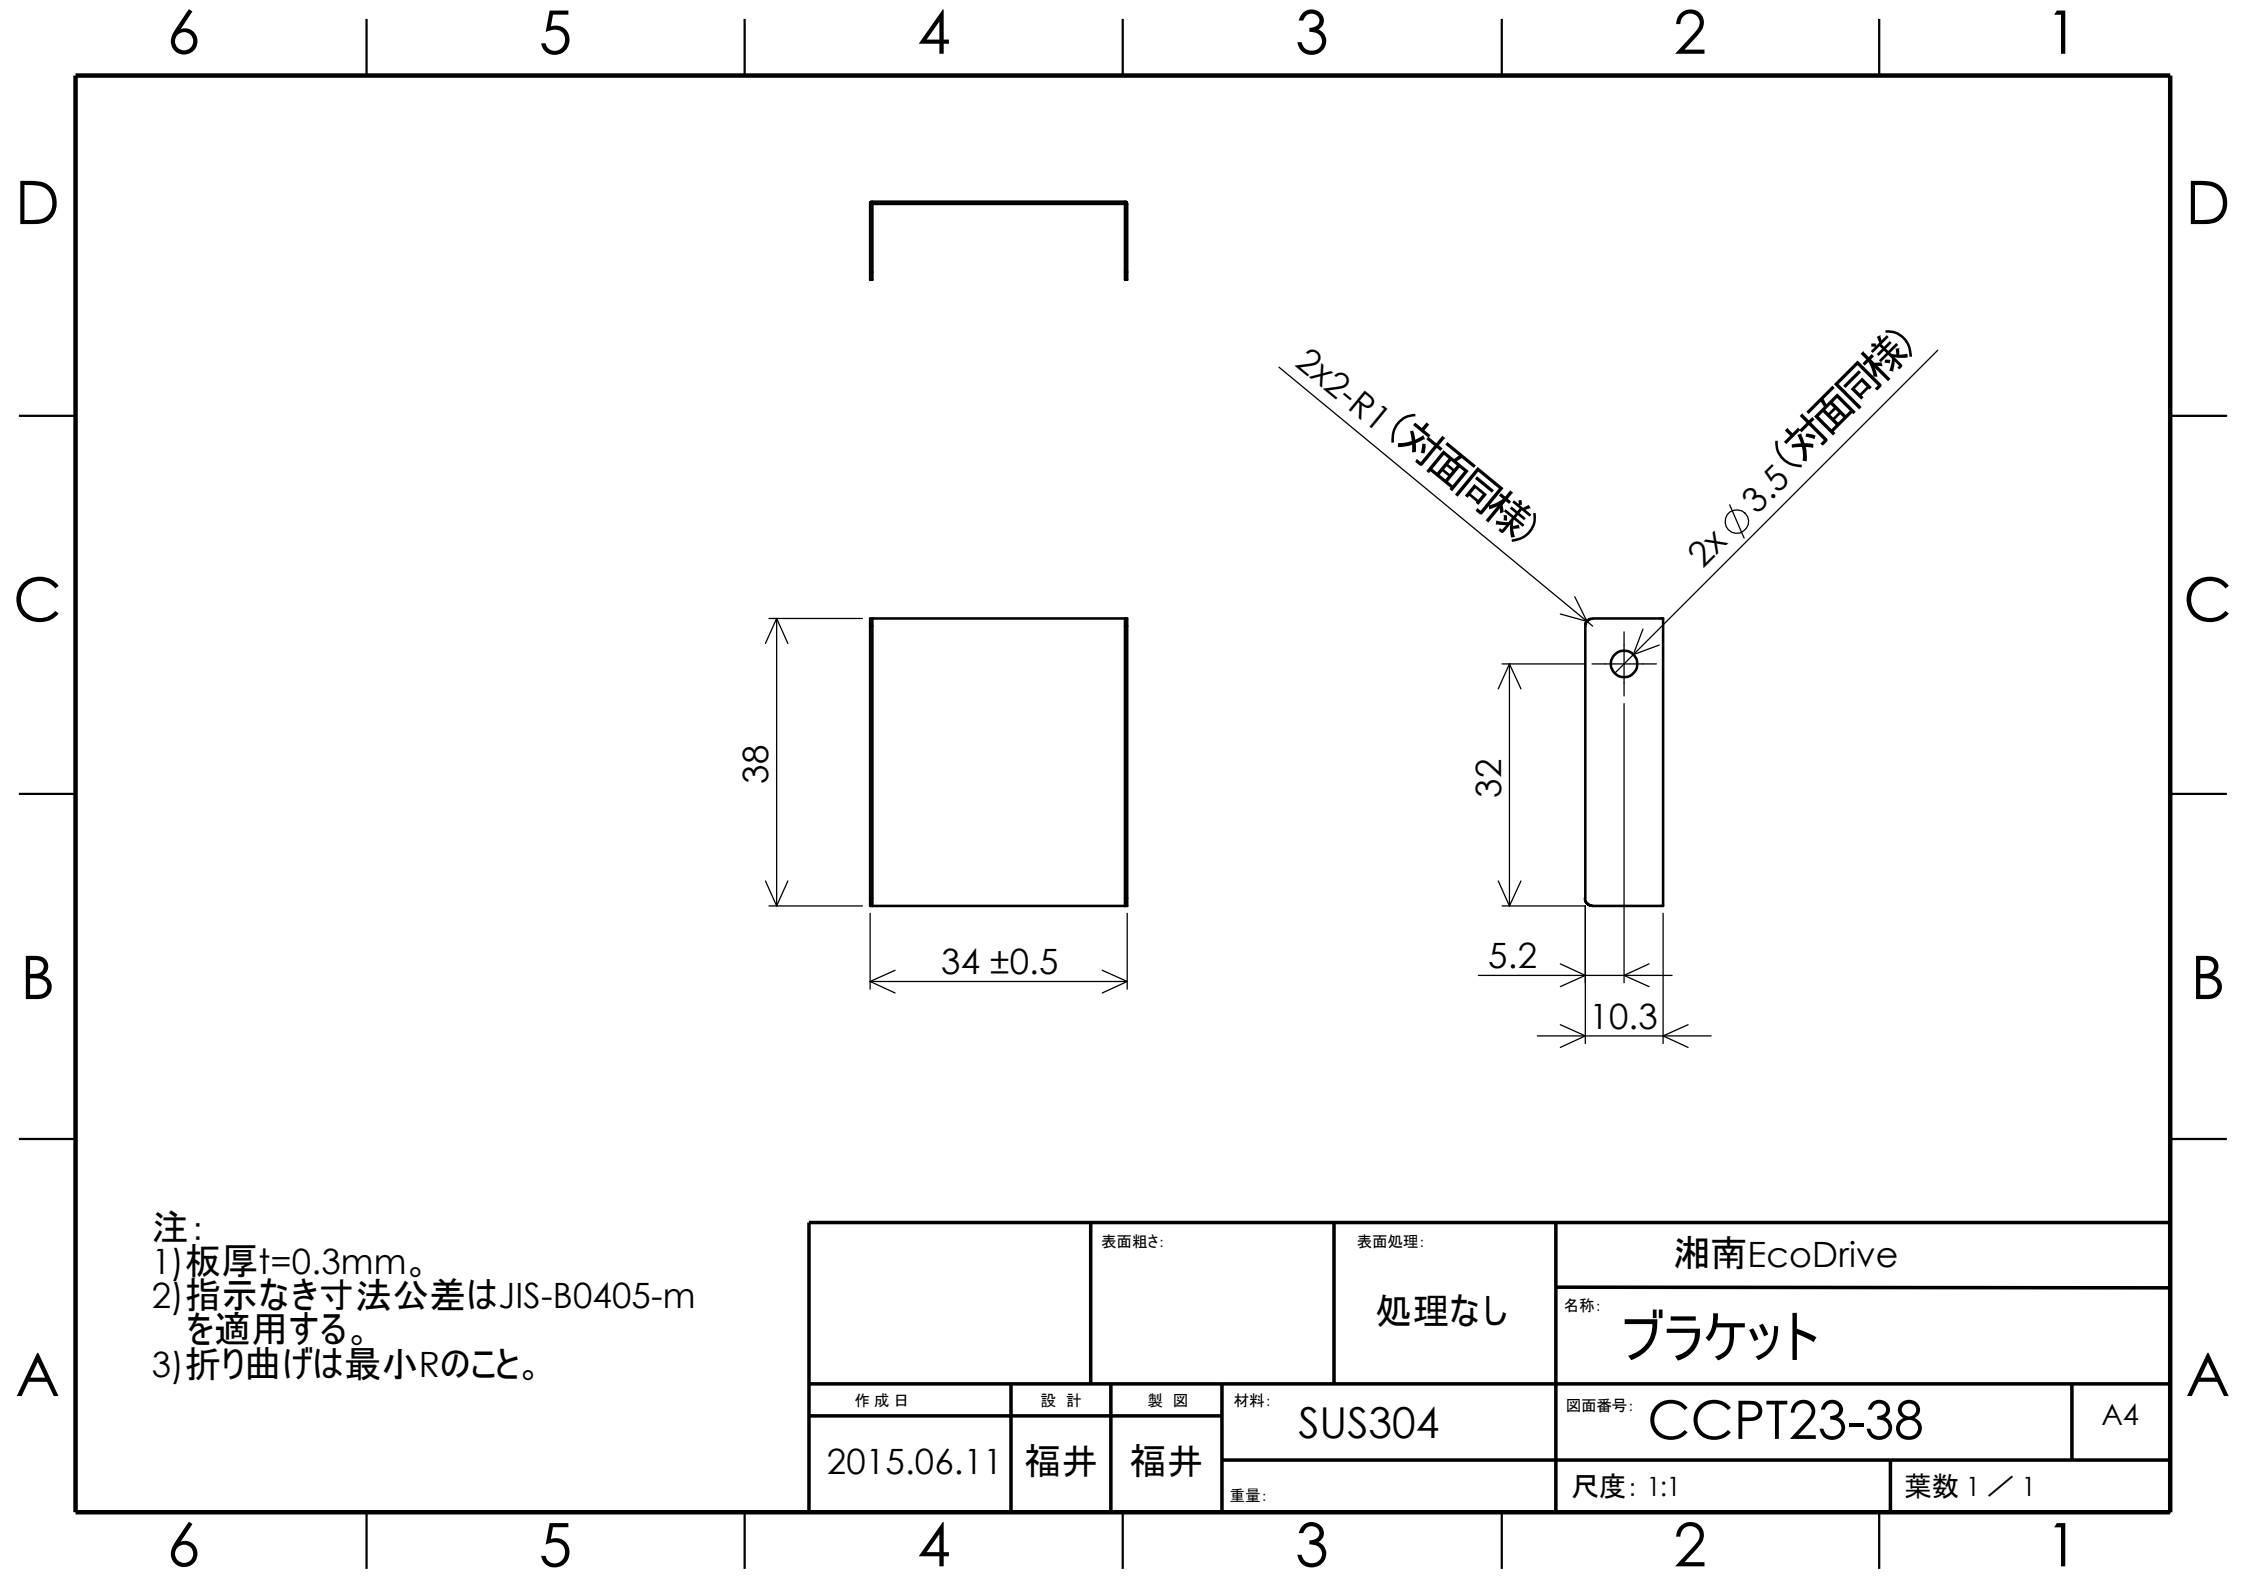 6 5 4 3 2 1
D D
C C
B B
A A
2x2-R1（対面同様）
2xφ3.5（対面同様）
38
34 ±0.5
32
5.2
10.3
注：
1)板厚t=0.3mm。
2)指示なき寸法公差はJIS-B0405-m
を適用する。
3)折り曲げは最小Rのこと。
表面粗さ：
表面処理：
処理なし
湘南EcoDrive
名称：
ブラケット
作成日
設計
製図
2015.06.11
福井
福井
材料：
SUS304
重量：
図面番号：
CCPT23-38
A4
尺度：1:1
葉数 1 ／ 1
6 5 4 3 2 1